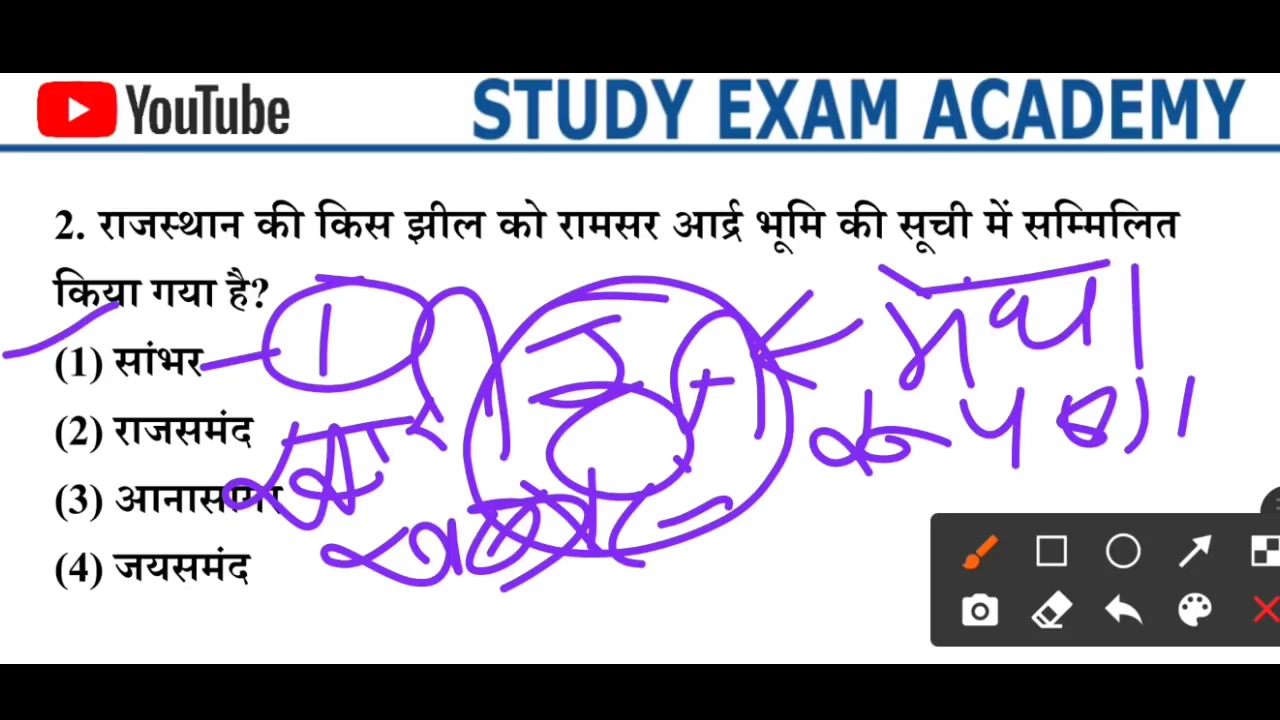 YouTube STUDY EXAM ACADEMY
2. राजस्थान की किस झील को रामसर आर्द्र भूमि की सूची में सम्मिलित
किया गया है?
(1) सांभर
(2) राजसमंद
(3) आनासागर
(4) जयसमंद